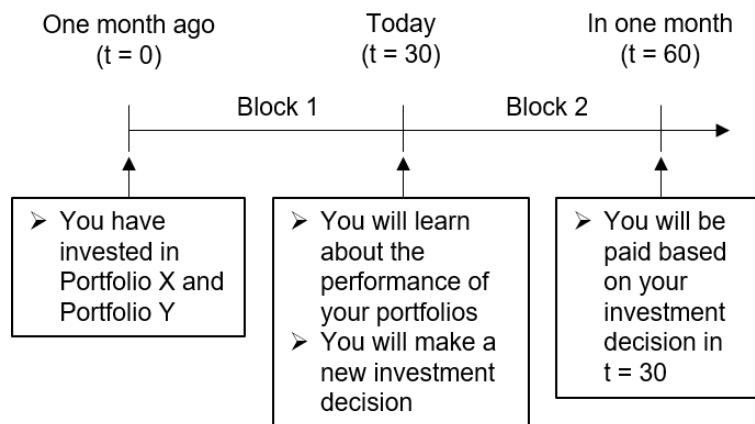 One month ago
(t = 0)
Today
(t = 30)
In one month
(t = 60)
Block 1
Block 2
➢ You have
invested in
Portfolio X and
Portfolio Y
➢ You will learn
about the
performance of
your portfolios
➢ You will make a
new investment
decision
➢ You will be
paid based
on your
investment
decision in
t = 30